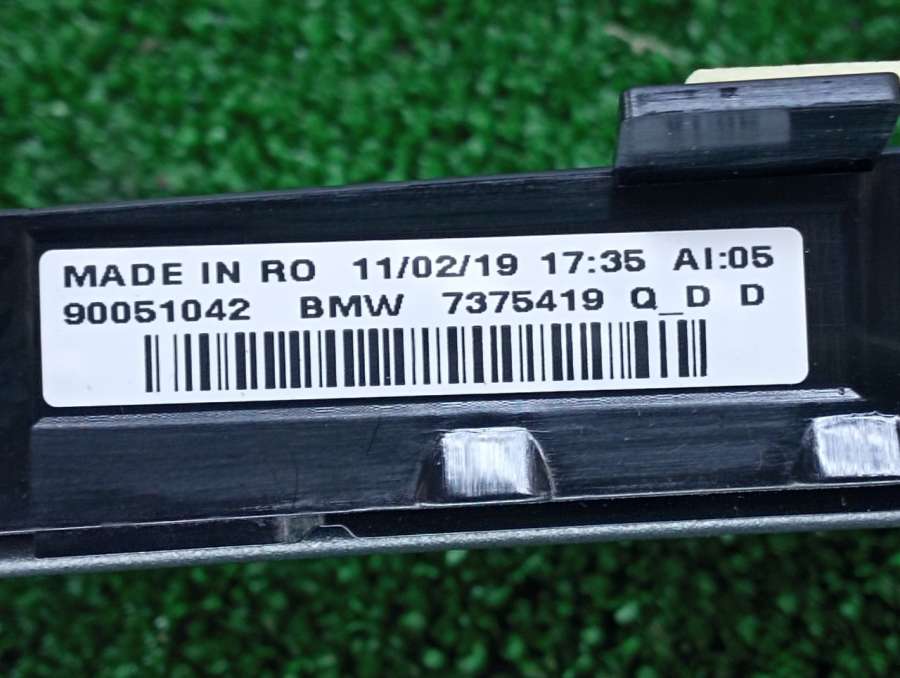 MADE IN RO 11/02/19 17:35 AI:05
90051042 BMW 7375419 Q_D D